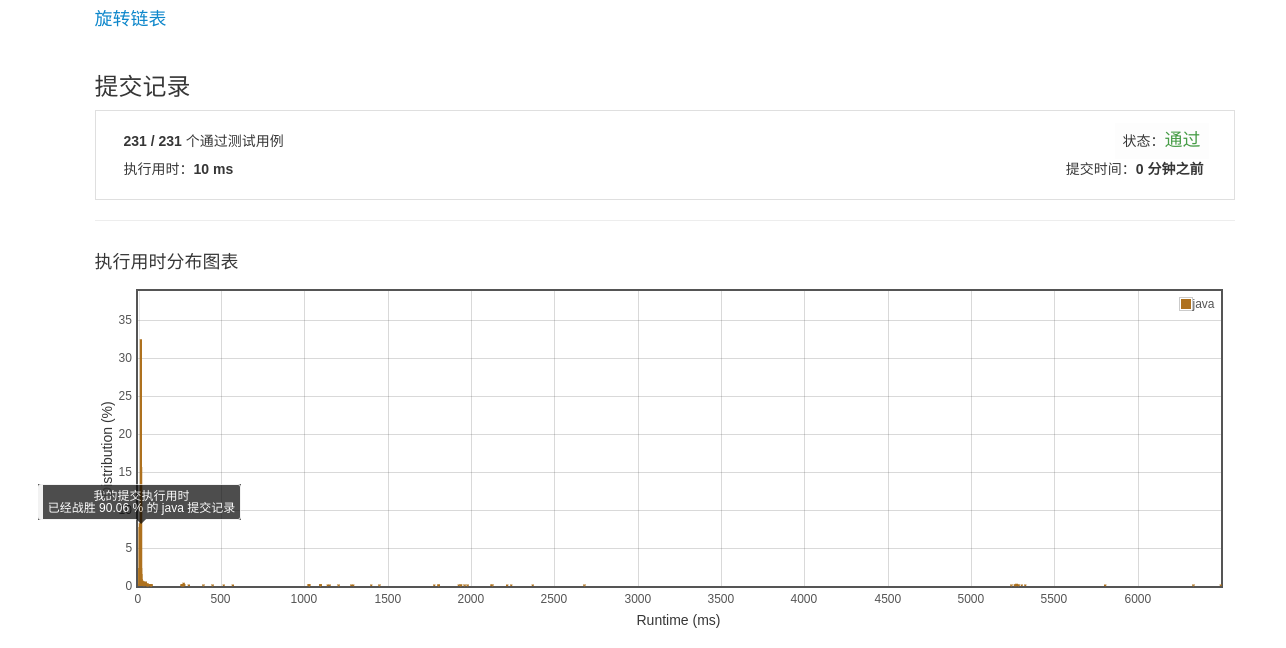 旋转链表
提交记录
231 / 231 个通过测试用例
状态：通过
执行用时：10 ms
提交时间：0 分钟之前
执行用时分布图表
java
35
30
25
20
15
5
0
我的提交执行用时
已经战胜 90.06 % 的 java 提交记录
0 500 1000 1500 2000 2500 3000 3500 4000 4500 5000 5500 6000
Runtime (ms)